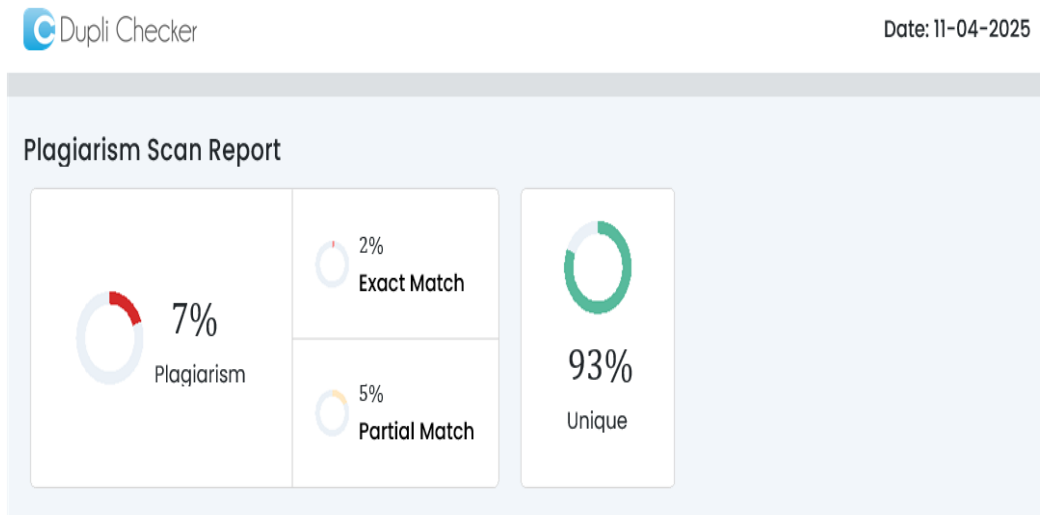 Dupli Checker
Date: 11-04-2025
Plagiarism Scan Report
7%
Plagiarism
2%
Exact Match
5%
Partial Match
93%
Unique